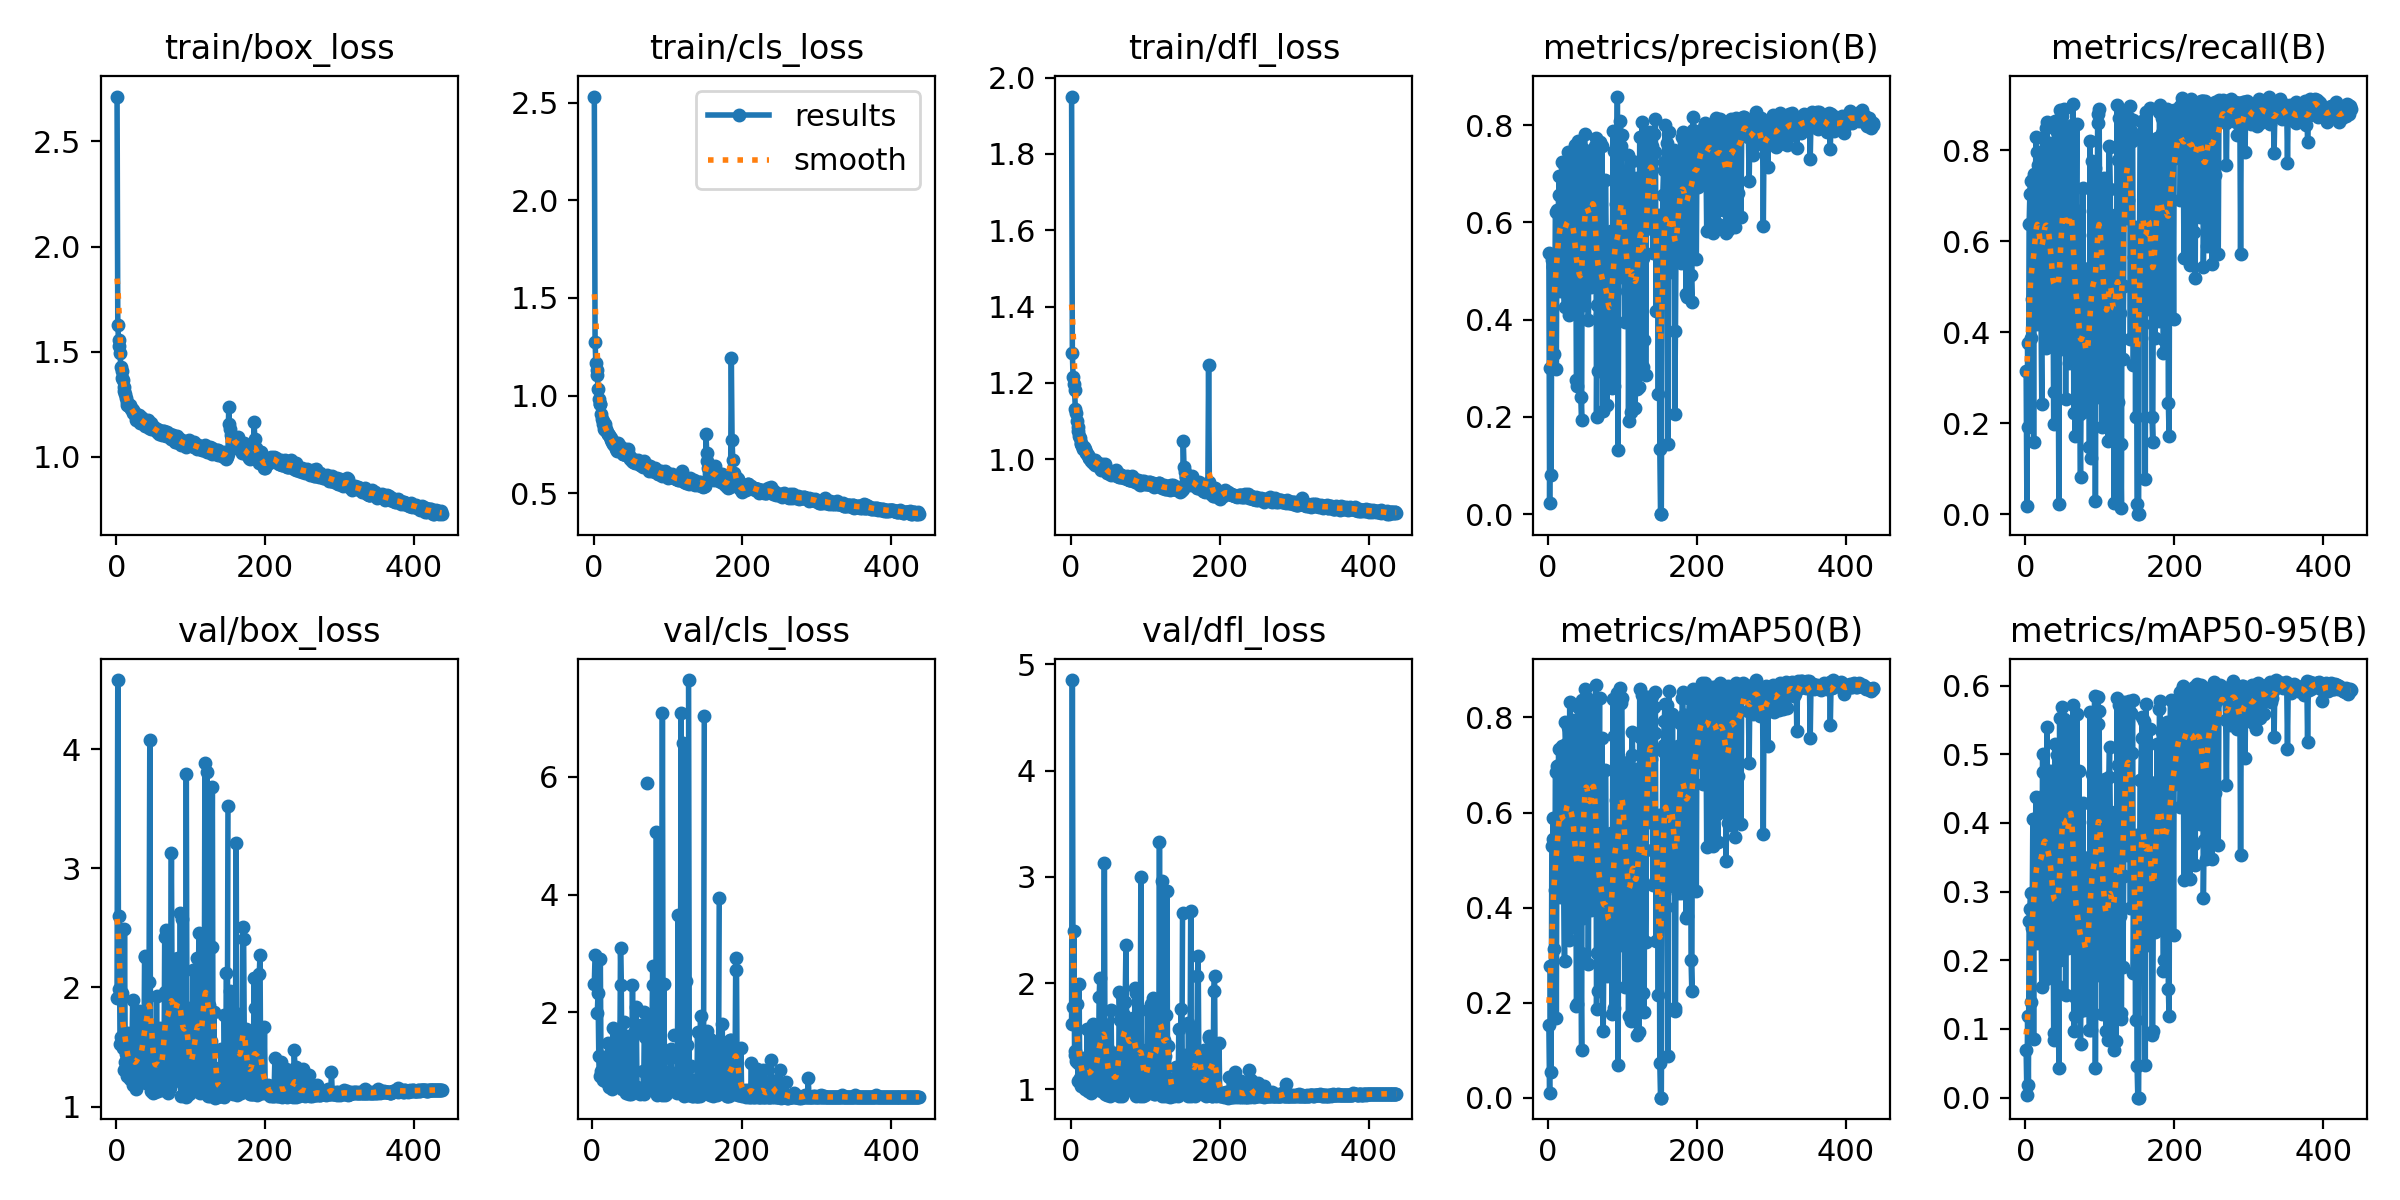 train/box_loss
train/cls_loss
train/dfl_loss
metrics/precision(B)
metrics/recall(B)
2.5
2.0
1.5
1.0
0 200 400
2.5
2.0
1.5
1.0
0.5
0 200 400
results
smooth
2.0
1.8
1.6
1.4
1.2
1.0
0 200 400
0.8
0.6
0.4
0.2
0.0
0 200 400
0.8
0.6
0.4
0.2
0.0
0 200 400
val/box_loss
val/cls_loss
val/dfl_loss
metrics/mAP50(B)
metrics/mAP50-95(B)
4
3
2
1
0 200 400
6
4
2
0 200 400
5
4
3
2
1
0 200 400
0.8
0.6
0.4
0.2
0.0
0 200 400
0.6
0.5
0.4
0.3
0.2
0.1
0.0
0 200 400